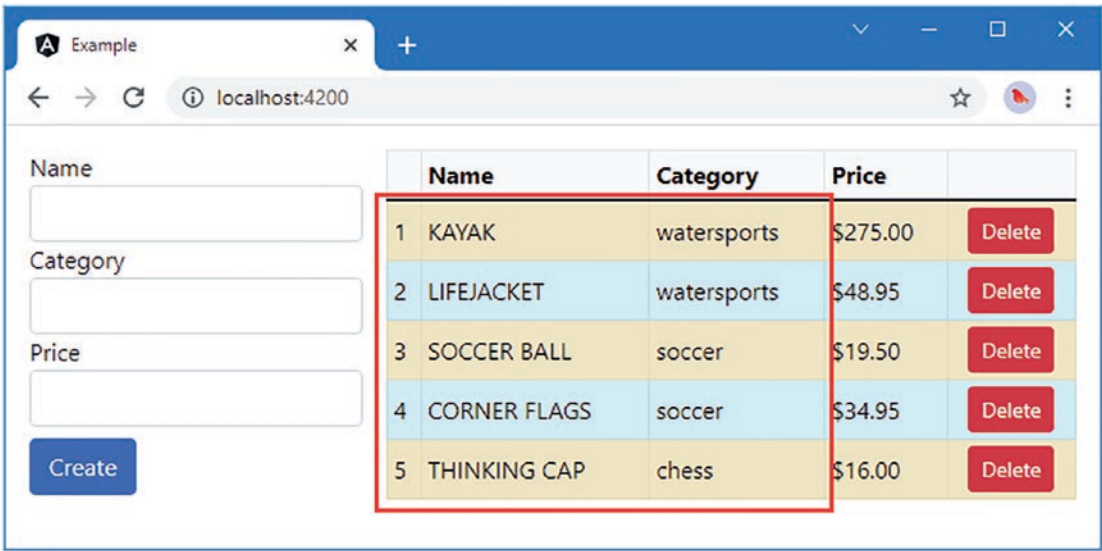 Example
localhost:4200
Name
Category
Price
Create
Name Category Price
1 KAYAK watersports $275.00 Delete
2 LIFEJACKET watersports $48.95 Delete
3 SOCCER BALL soccer $19.50 Delete
4 CORNER FLAGS soccer $34.95 Delete
5 THINKING CAP chess $16.00 Delete